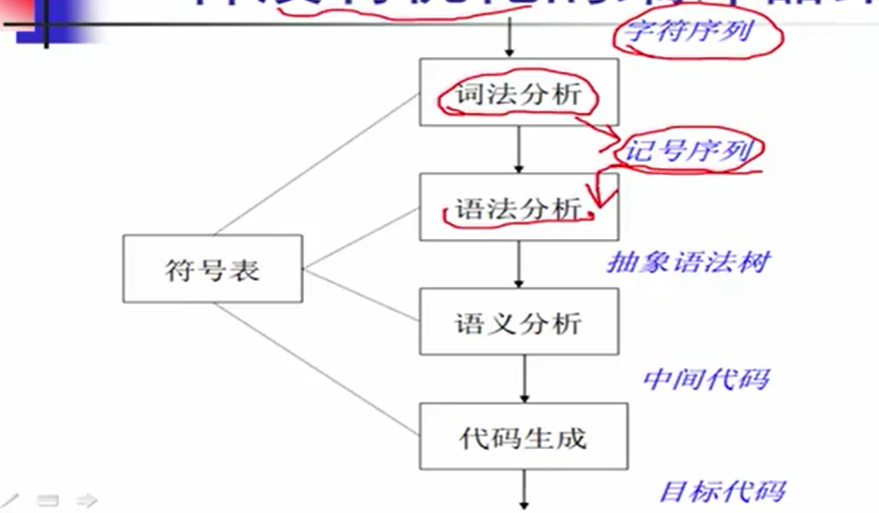 字符序列
词法分析
记号序列
语法分析
抽象语法树
符号表
语义分析
中间代码
代码生成
目标代码